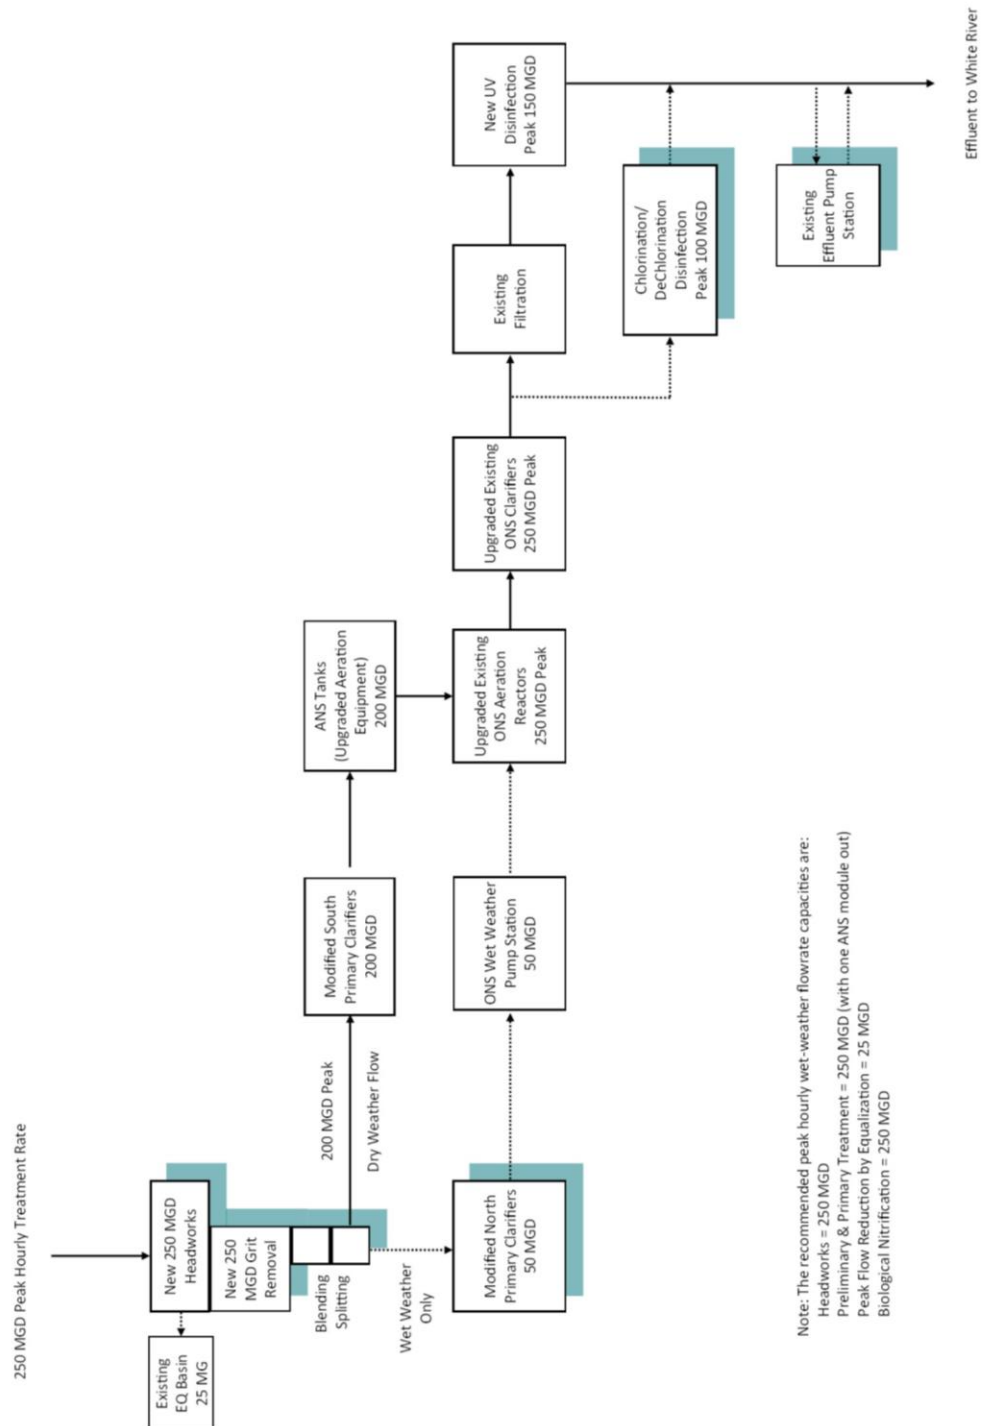 250 MGD Peak Hourly Treatment Rate
Existing
EQ Basin
25 MG
New 250 MGD
Headworks
New 250
MGD Grit
Removal
Blending
Splitting
Wet Weather
Only
200 MGD Peak
Dry Weather Flow
Modified South
Primary Clarifiers
200 MGD
ANS Tanks
(Upgraded Aeration
Equipment)
200 MGD
Modified North
Primary Clarifiers
50 MGD
ONS Wet Weather
Pump Station
50 MGD
Upgraded Existing
ONS Aeration
Reactors
250 MGD Peak
Upgraded Existing
ONS Clarifiers
250 MGD Peak
Existing
Filtration
New UV
Disinfection
Peak 150 MGD
Chlorination/
DeChlorination
Disinfection
Peak 100 MGD
Existing
Effluent Pump
Station
Effluent to White River
Note: The recommended peak hourly wet-weather flowrate capacities are:
Headworks = 250 MGD
Preliminary & Primary Treatment = 250 MGD (with one ANS module out)
Peak Flow Reduction by Equalization = 25 MGD
Biological Nitrification = 250 MGD